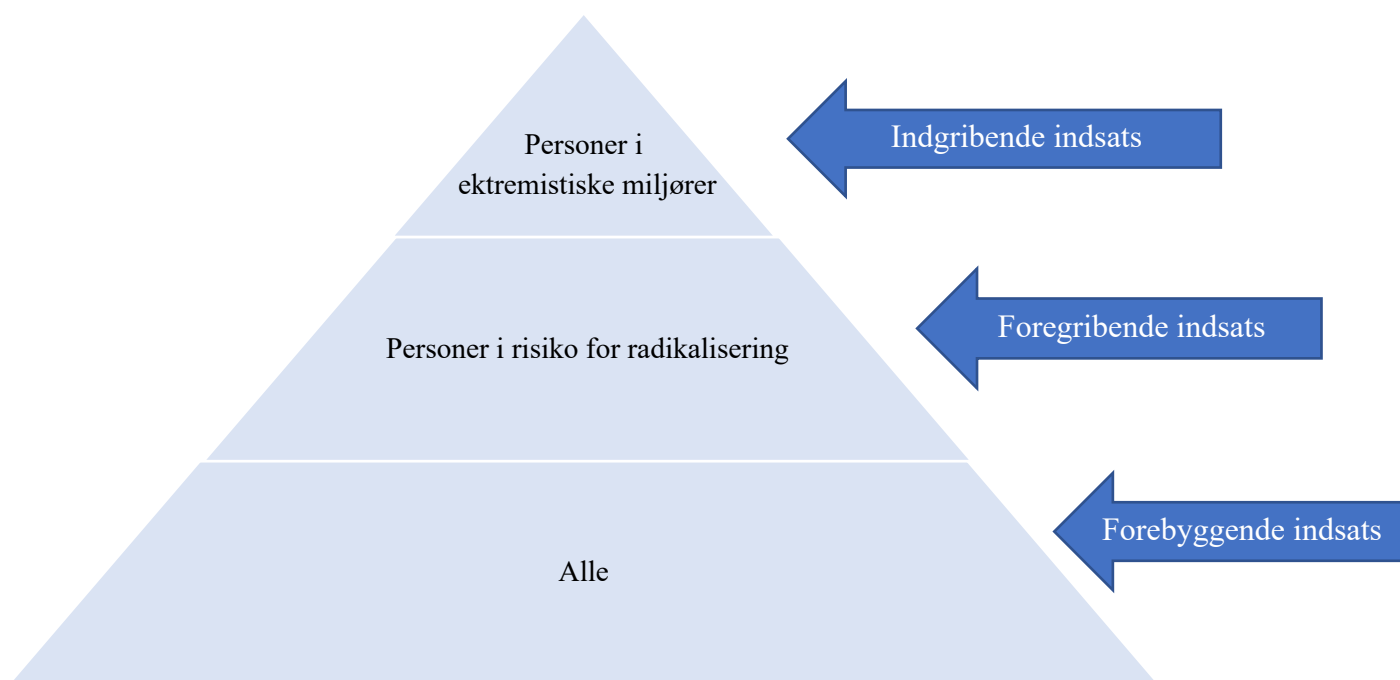 Personer i
ektremistiske miljører
Indgribende indsats
Personer i risiko for radikalisering
Foregribende indsats
Alle
Forebyggende indsats